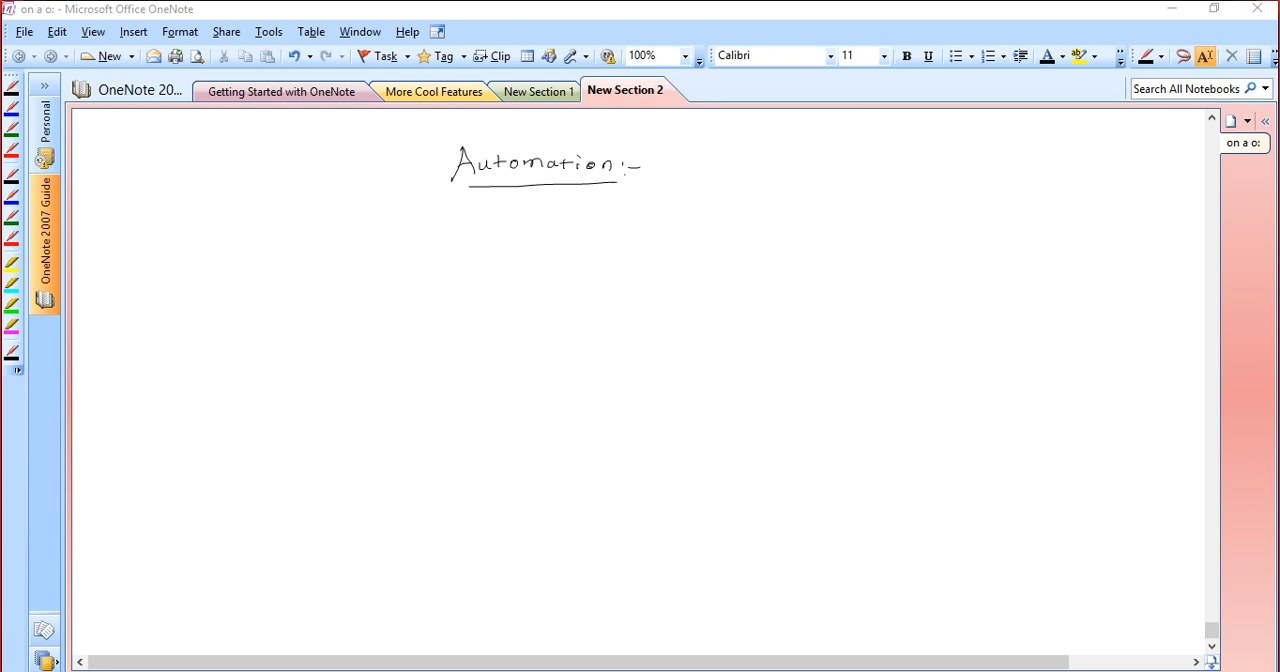 on a o: - Microsoft Office OneNote
File Edit View Insert Format Share Tools Table Window Help
New Task Tag Clip 100% Calibri 11 B U A ab A
OneNote 20... Getting Started with OneNote More Cool Features New Section 1 New Section 2 Search All Notebooks
Personal
OneNote 2007 Guide
on a o:
Automation:-